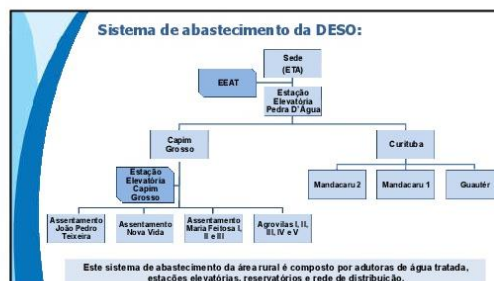 Sistema de abastecimento da DESO:
Sede
(ETA)
EEAT
Estação
Elevatória
Pedra D'Água
Capim
Grosso
Curituba
Estação
Elevatória
Capim
Grosso
Mandacaru 2
Mandacaru 1
Guautér
Assentamento
João Pedro
Teixeira
Assentamento
Nova Vida
Assentamento
Maria Feitosa I,
II e III
Agrovilas I, II,
III, IV e V
Este sistema de abastecimento da área rural é composto por adutoras de água tratada,
estações elevatórias, reservatórios e rede de distribuição.